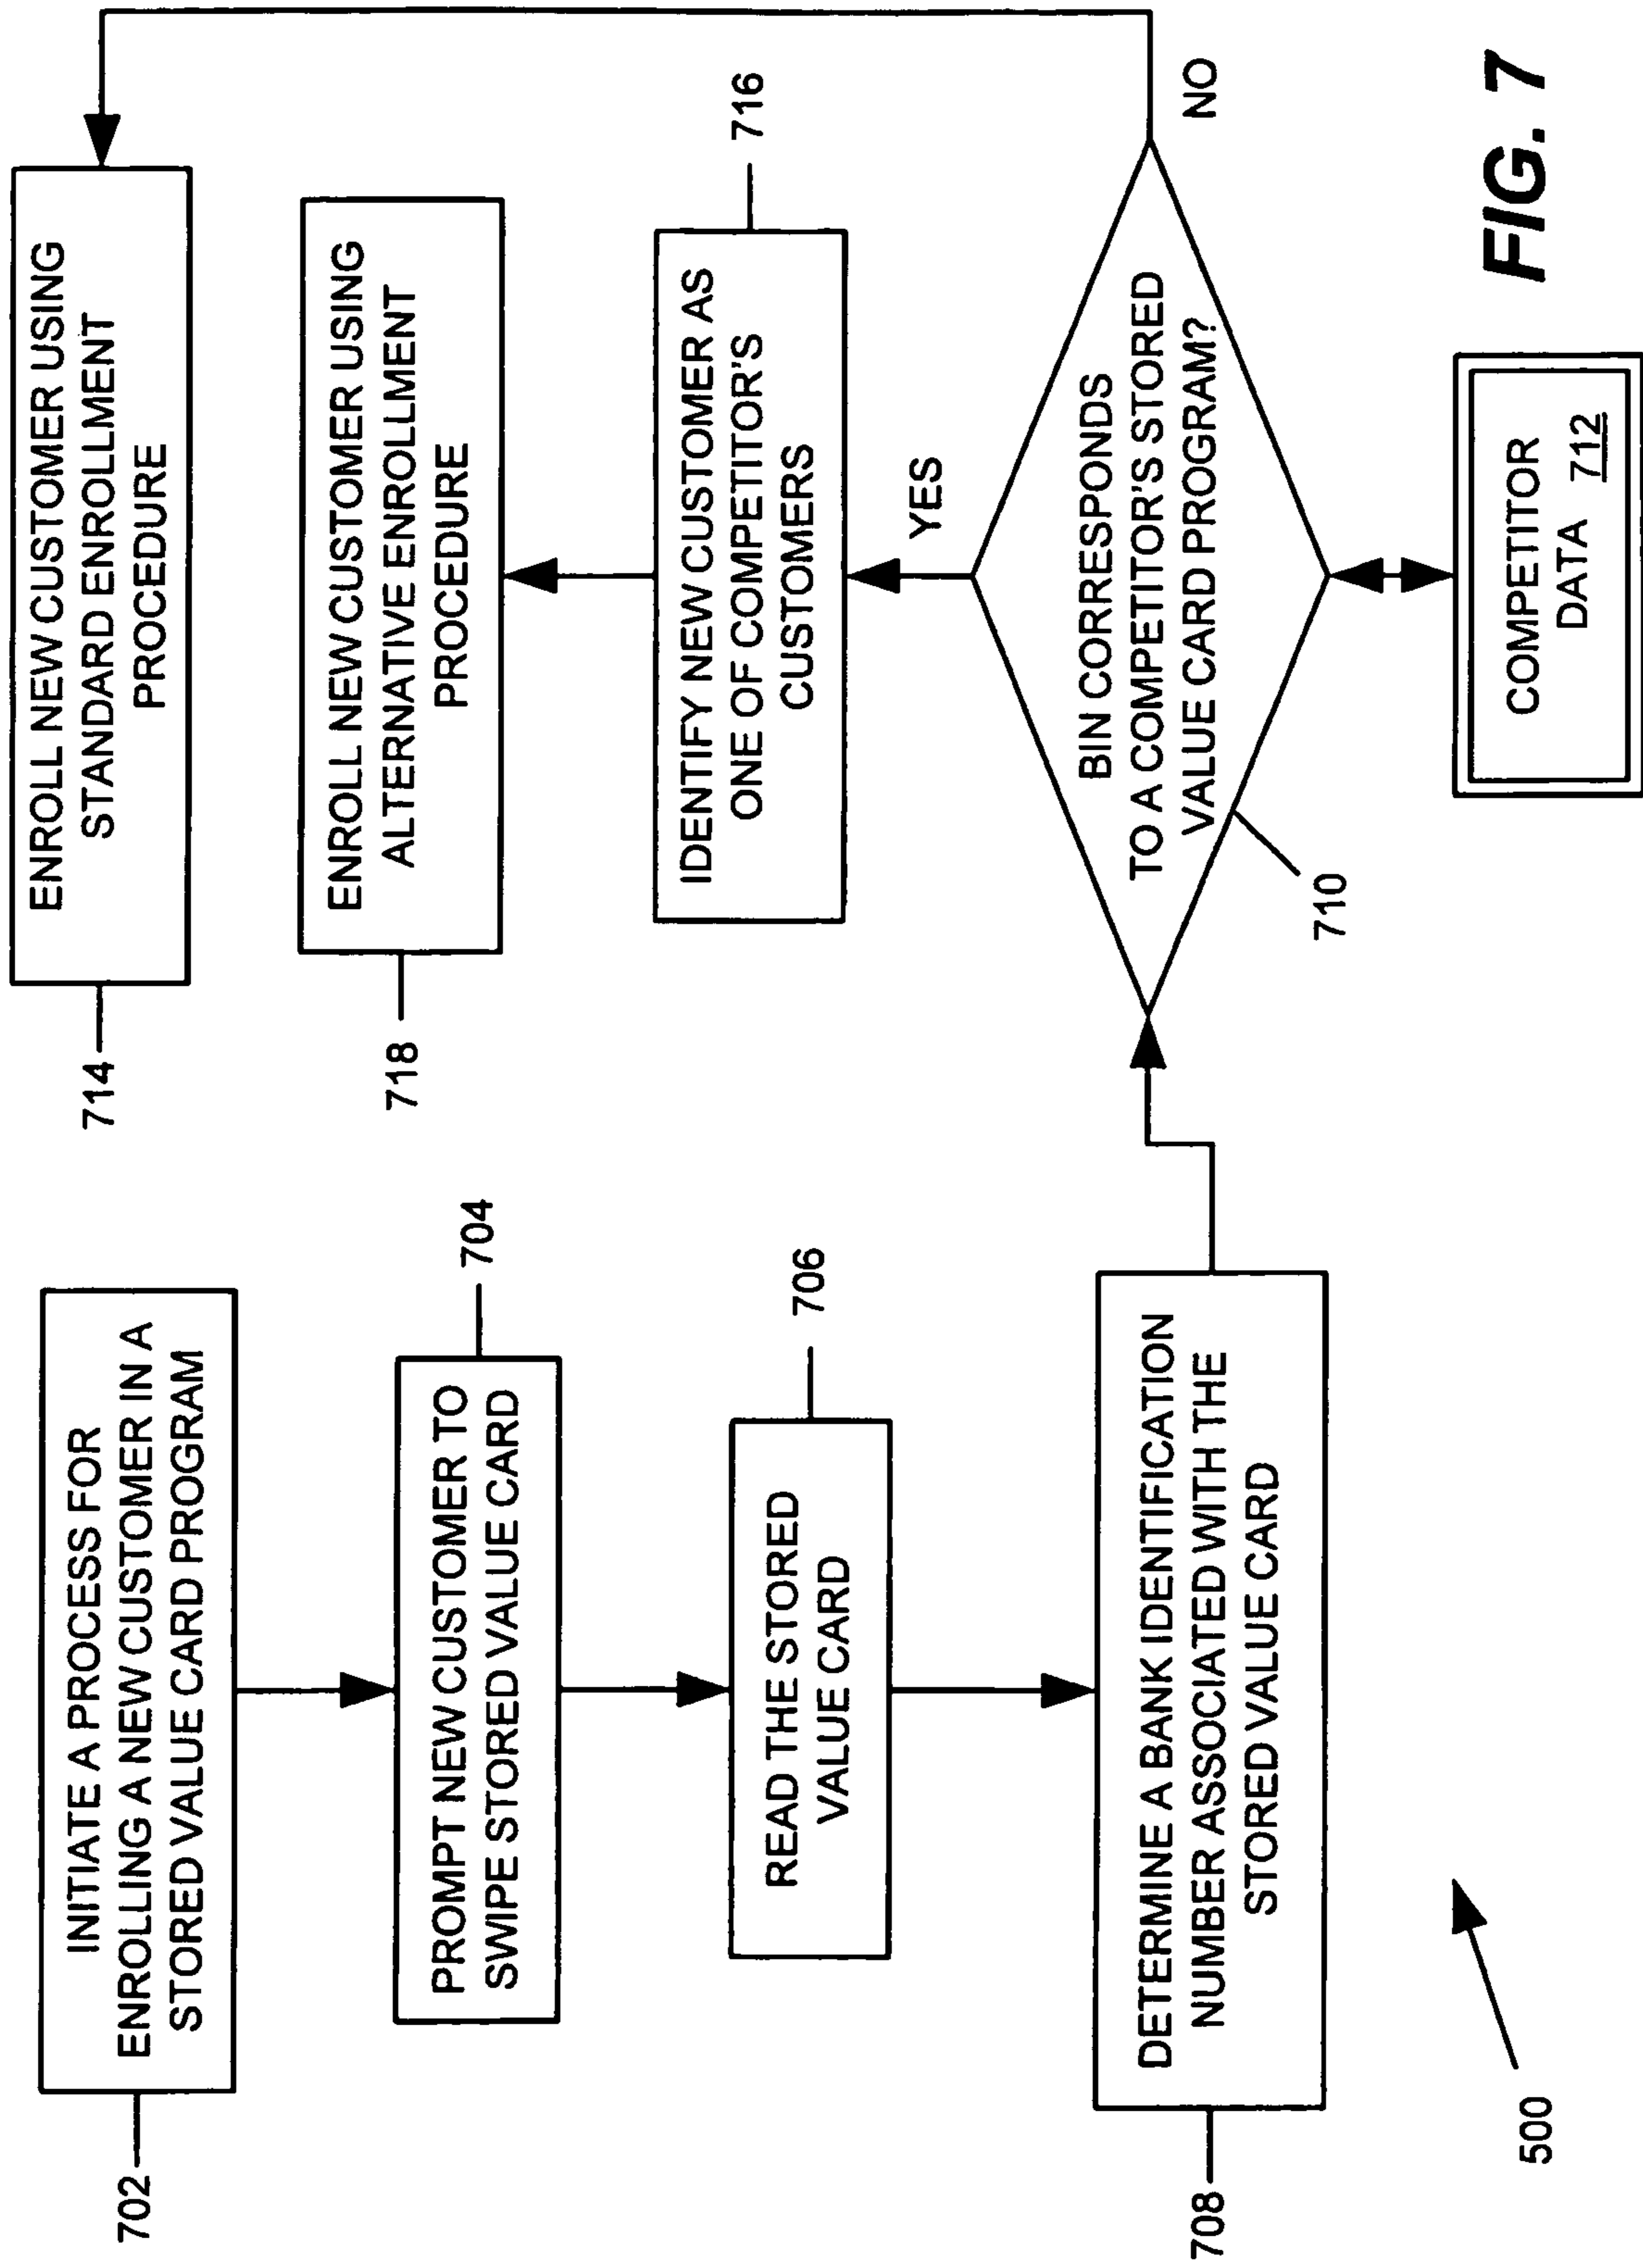 702
INITIATE A PROCESS FOR
ENROLLING A NEW CUSTOMER IN A
STORED VALUE CARD PROGRAM
704
PROMPT NEW CUSTOMER TO
SWIPE STORED VALUE CARD
706
READ THE STORED
VALUE CARD
708
DETERMINE A BANK IDENTIFICATION
NUMBER ASSOCIATED WITH THE
STORED VALUE CARD
500
714
ENROLL NEW CUSTOMER USING
STANDARD ENROLLMENT
PROCEDURE
718
ENROLL NEW CUSTOMER USING
ALTERNATIVE ENROLLMENT
PROCEDURE
716
IDENTIFY NEW CUSTOMER AS
ONE OF COMPETITOR'S
CUSTOMERS
YES
BIN CORRESPONDS
TO A COMPETITOR'S STORED
VALUE CARD PROGRAM?
NO
710
COMPETITOR
DATA 712
FIG. 7